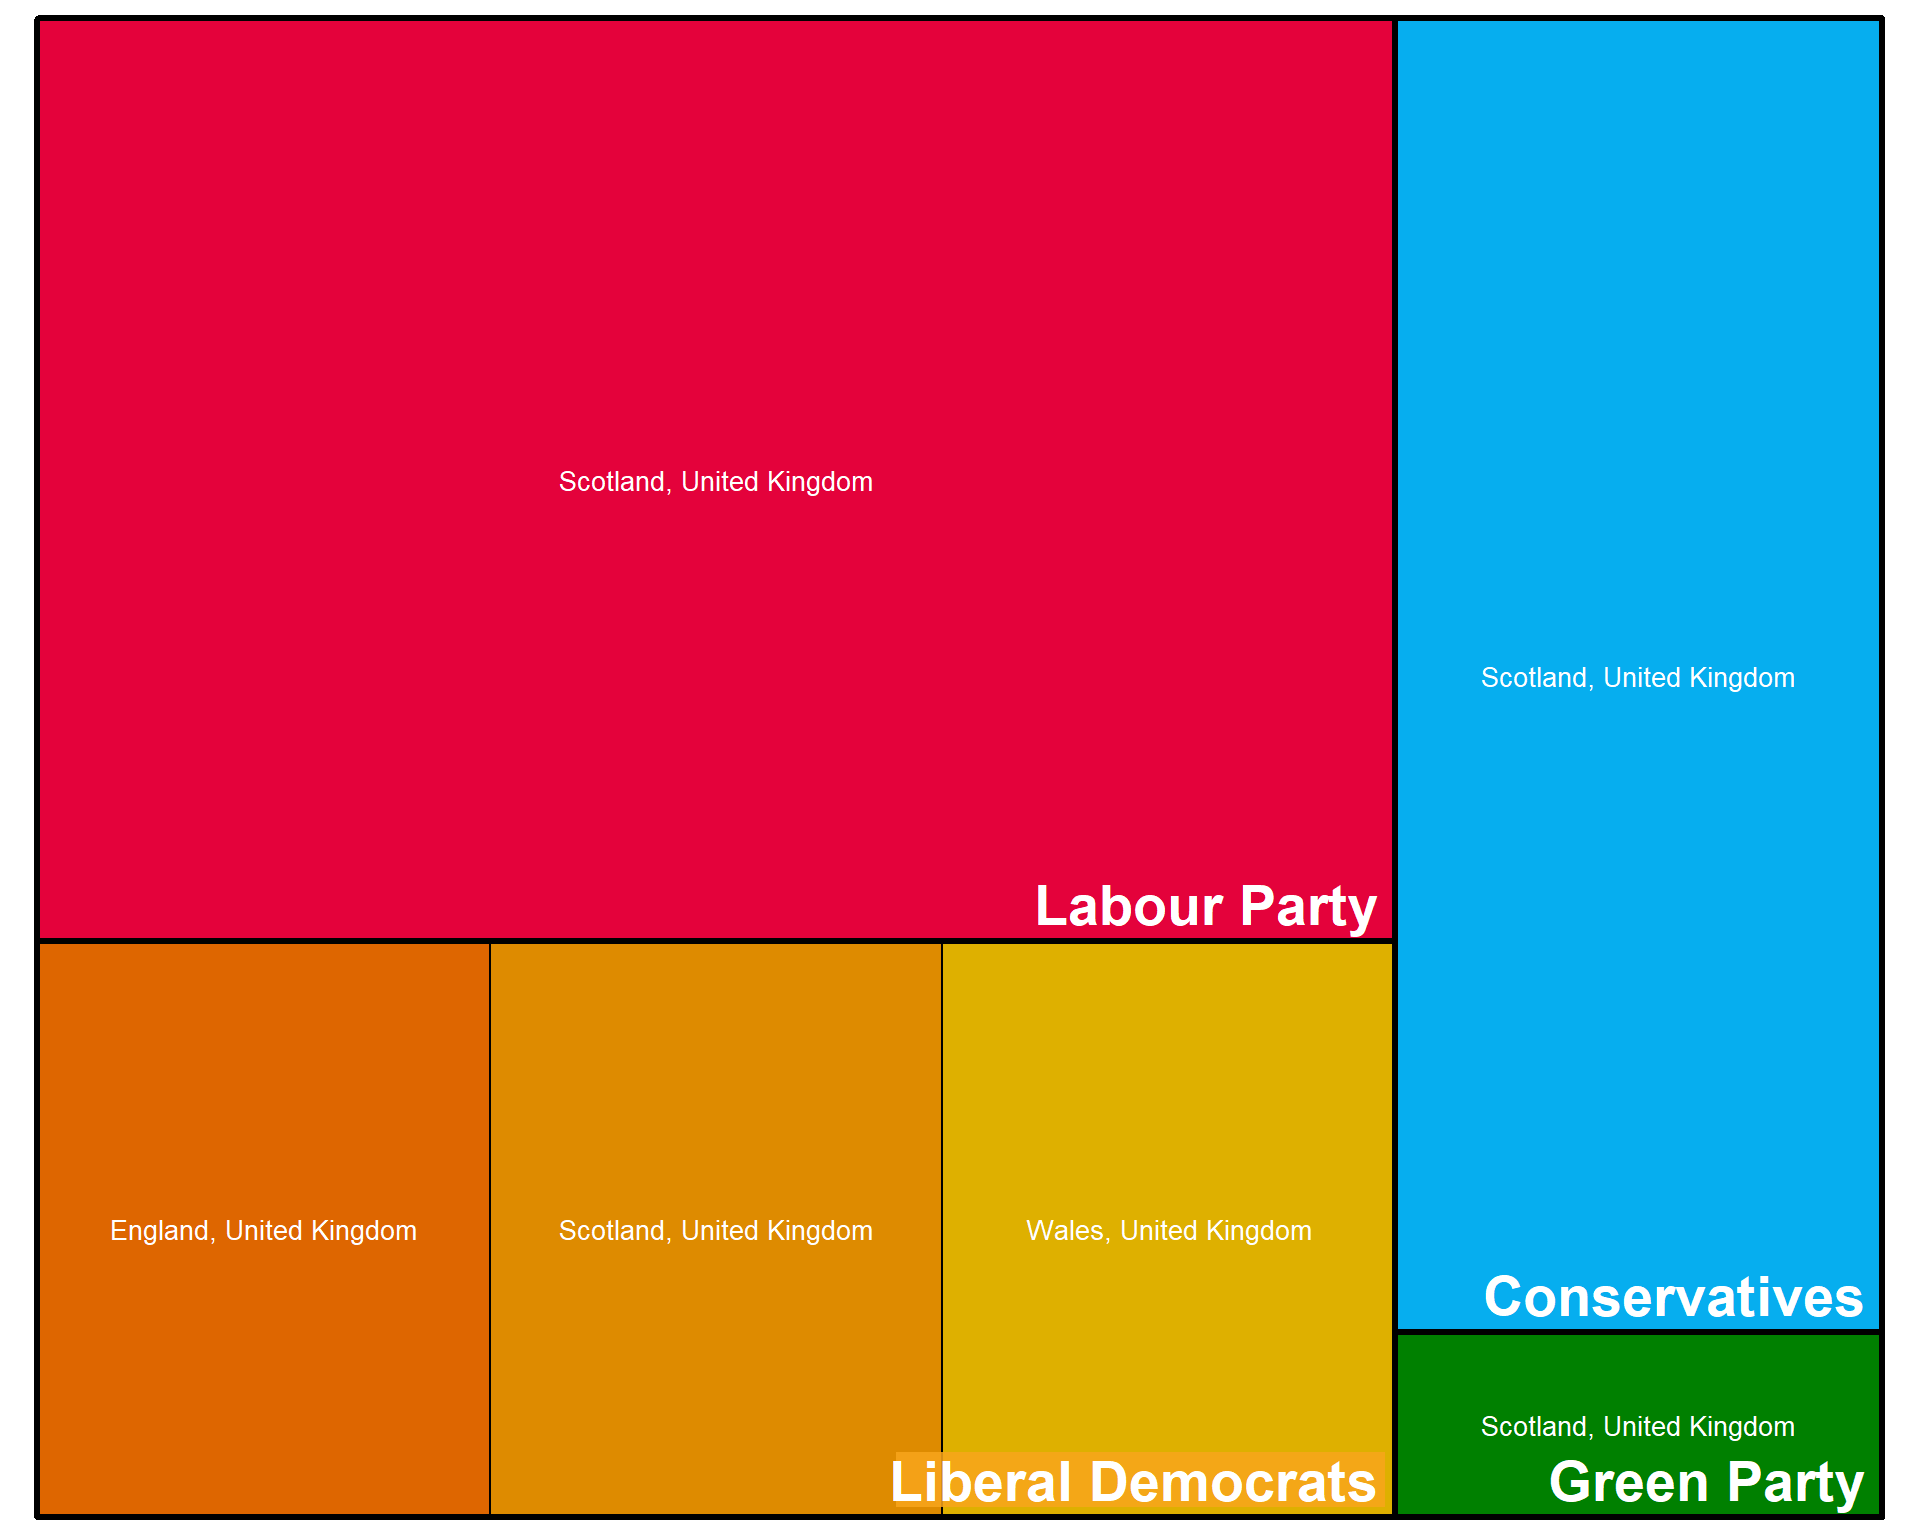 Scotland, United Kingdom
Labour Party
Scotland, United Kingdom
Conservatives
England, United Kingdom
Scotland, United Kingdom
Wales, United Kingdom
Liberal Democrats
Scotland, United Kingdom
Green Party